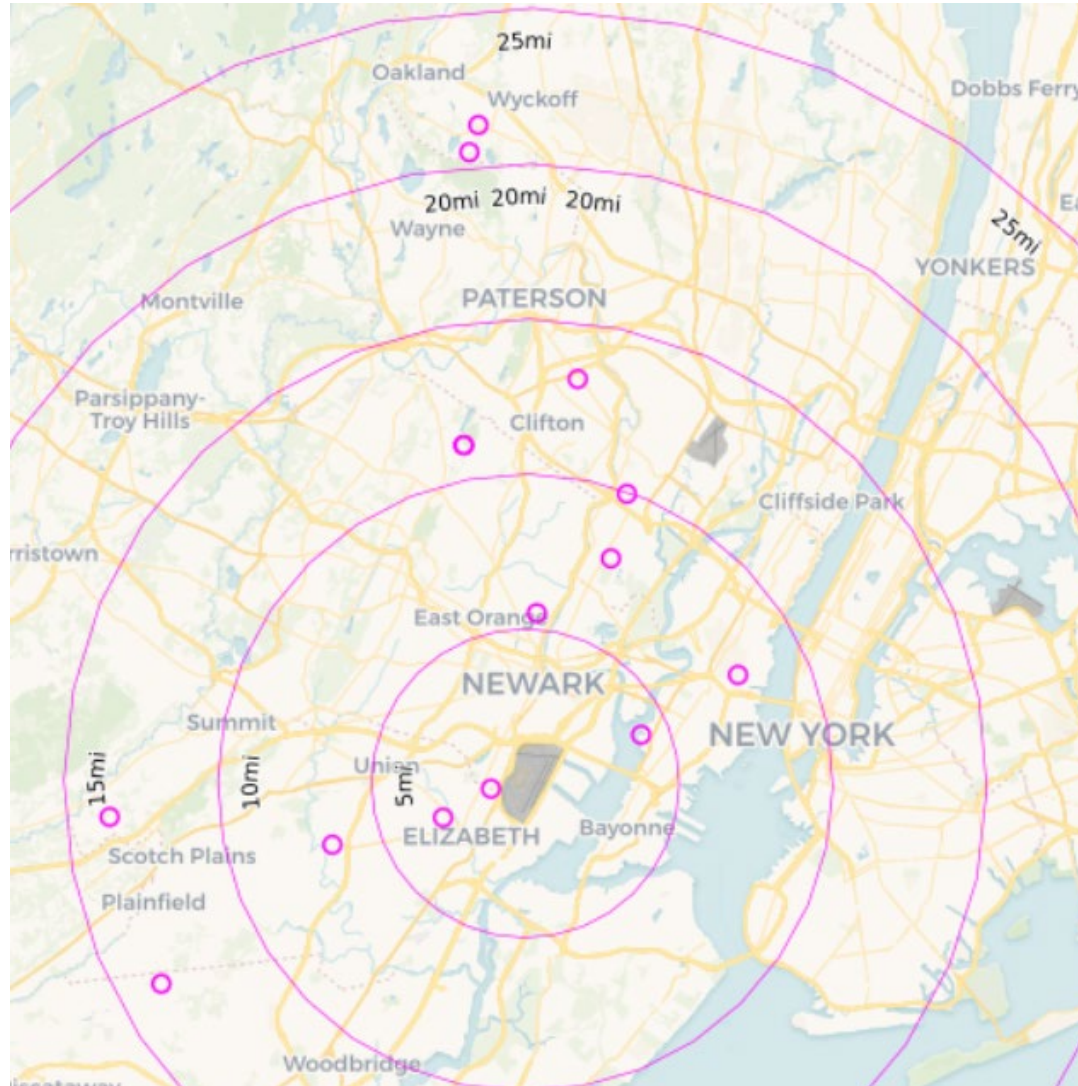 25mi
Oakland
Wyckoff
Dobbs Ferry
20mi 20mi 20mi
Wayne
25mi
YONKERS
PATERSON
Montville
Parsippany-
Troy Hills
Clifton
Cliffside Park
rristown
East Orange
NEWARK
Summit
NEW YORK
Union
15mi
10mi
5mi
ELIZABETH
Bayonne
Scotch Plains
Plainfield
Woodbridge